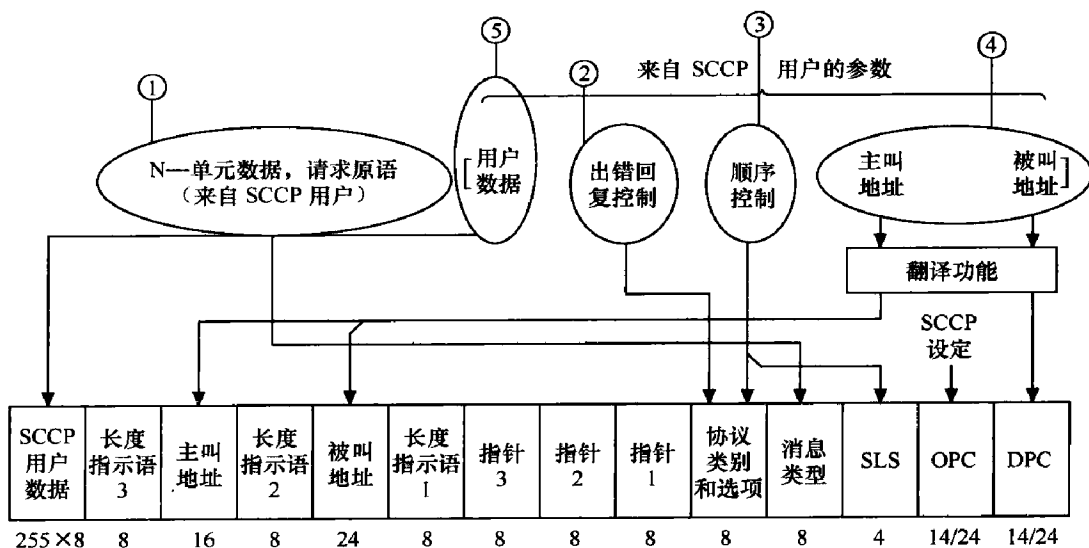 ⑤
③
①
②
来自 SCCP 用户的参数
④
N—单元数据,请求原语
(来自 SCCP 用户)
[用户
数据
出错回
复控制
顺序
控制
主叫
地址
被叫
地址]
翻译功能
SCCP
设定
SCCP
用户
数据
长度
指示语
3
主叫
地址
长度
指示语
2
被叫
地址
长度
指示语
1
指针
3
指针
2
指针
1
协议
类别
和选项
消息
类型
SLS
OPC
DPC
255×8 8 16 8 24 8 8 8 8 8 8 4 14/24 14/24